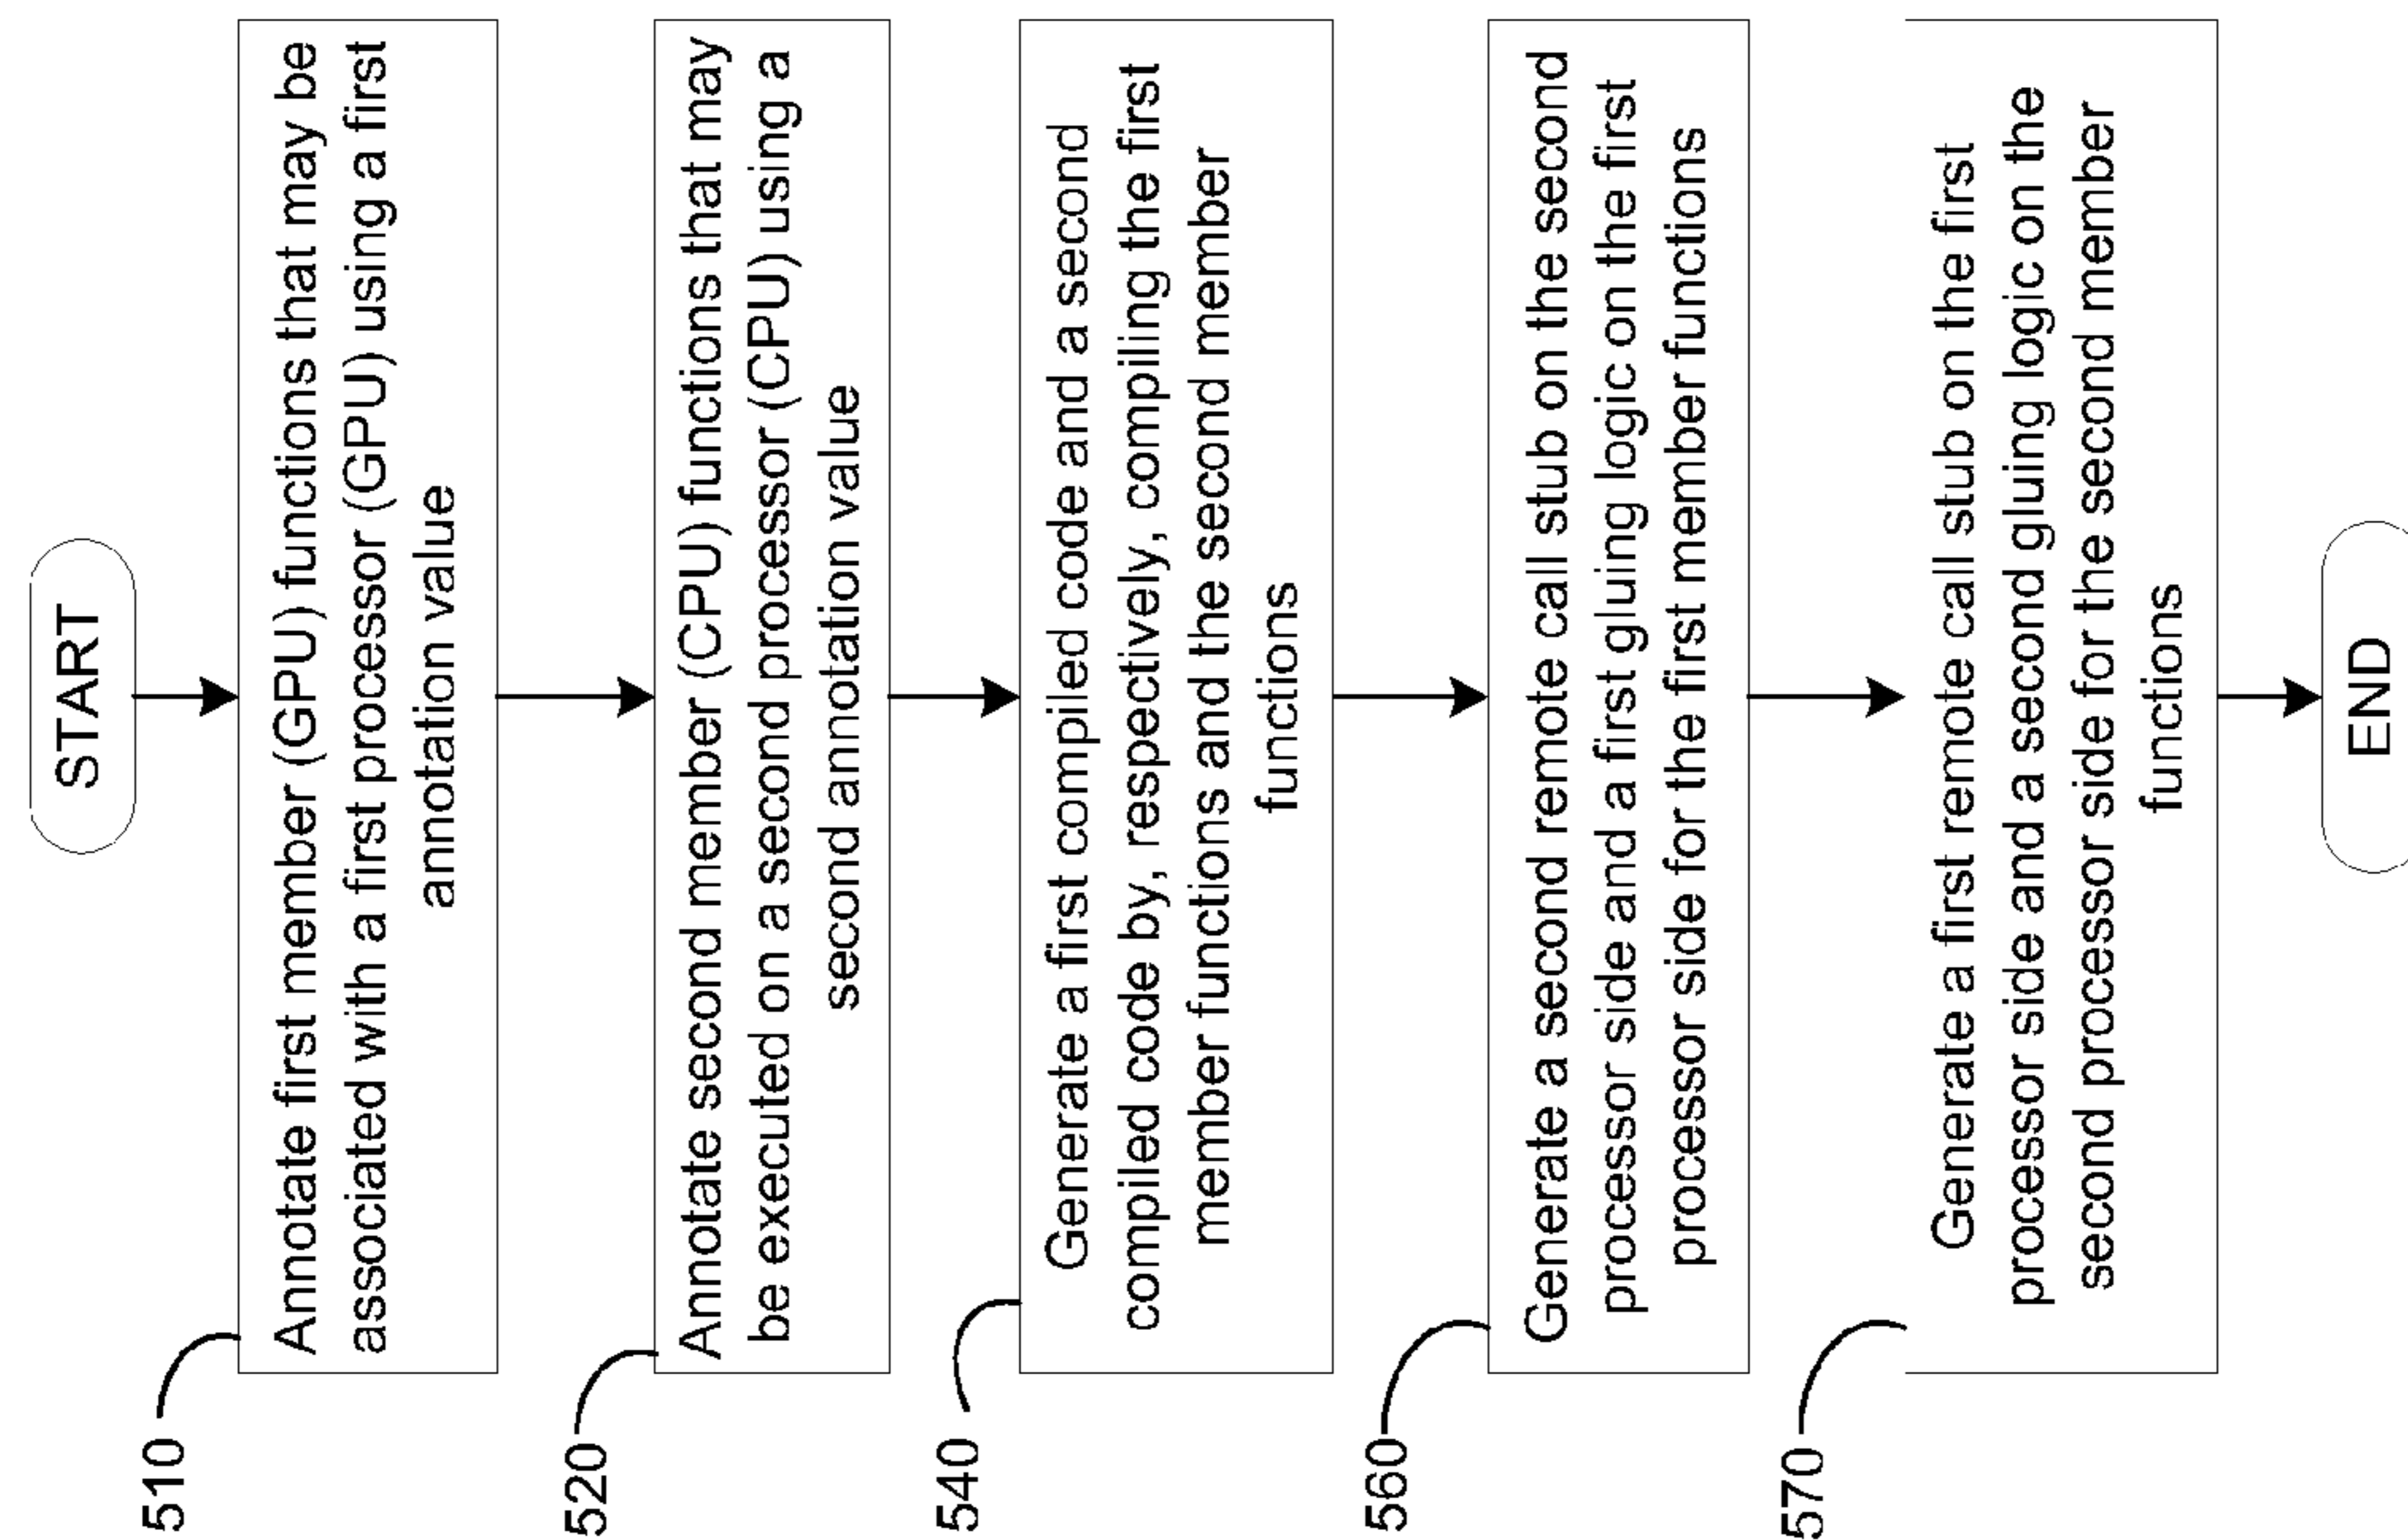 START
510
Annotate first member (GPU) functions that may be
associated with a first processor (GPU) using a first
annotation value
520
Annotate second member (CPU) functions that may
be executed on a second processor (CPU) using a
second annotation value
540
Generate a first compiled code and a second
compiled code by, respectively, compiling the first
member functions and the second member
functions
560
Generate a second remote call stub on the second
processor side and a first gluing logic on the first
processor side for the first member functions
570
Generate a first remote call stub on the first
processor side and a second gluing logic on the
second processor side for the second member
functions
END